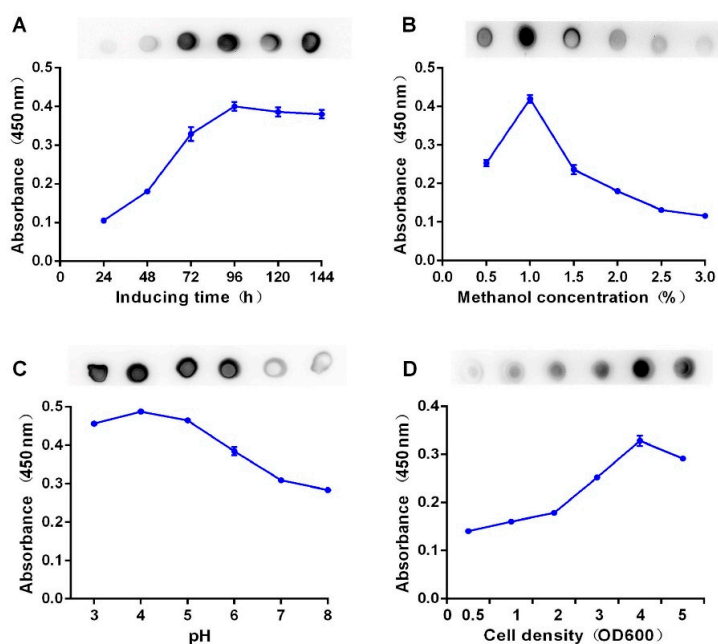 A
Absorbance（450 nm）
0.5
0.4
0.3
0.2
0.1
0.0
0 24 48 72 96 120 144
Inducing time（h）
B
Absorbance（450 nm）
0.5
0.4
0.3
0.2
0.1
0.0
0 0.5 1.0 1.5 2.0 2.5 3.0
Methanol concentration（%）
C
Absorbance（450 nm）
0.5
0.4
0.3
0.2
0.1
0.0
3 4 5 6 7 8
pH
D
Absorbance（450 nm）
0.4
0.3
0.2
0.1
0.0
0 0.5 1 2 3 4 5
Cell density（OD600）